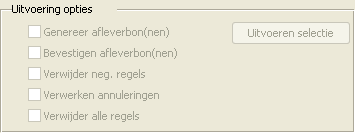 Uitvoering opties
Genereer afleverbon(nen)
Uitvoeren selectie
Bevestigen afleverbon(nen)
Verwijder neg. regels
Verwerken annuleringen
Verwijder alle regels